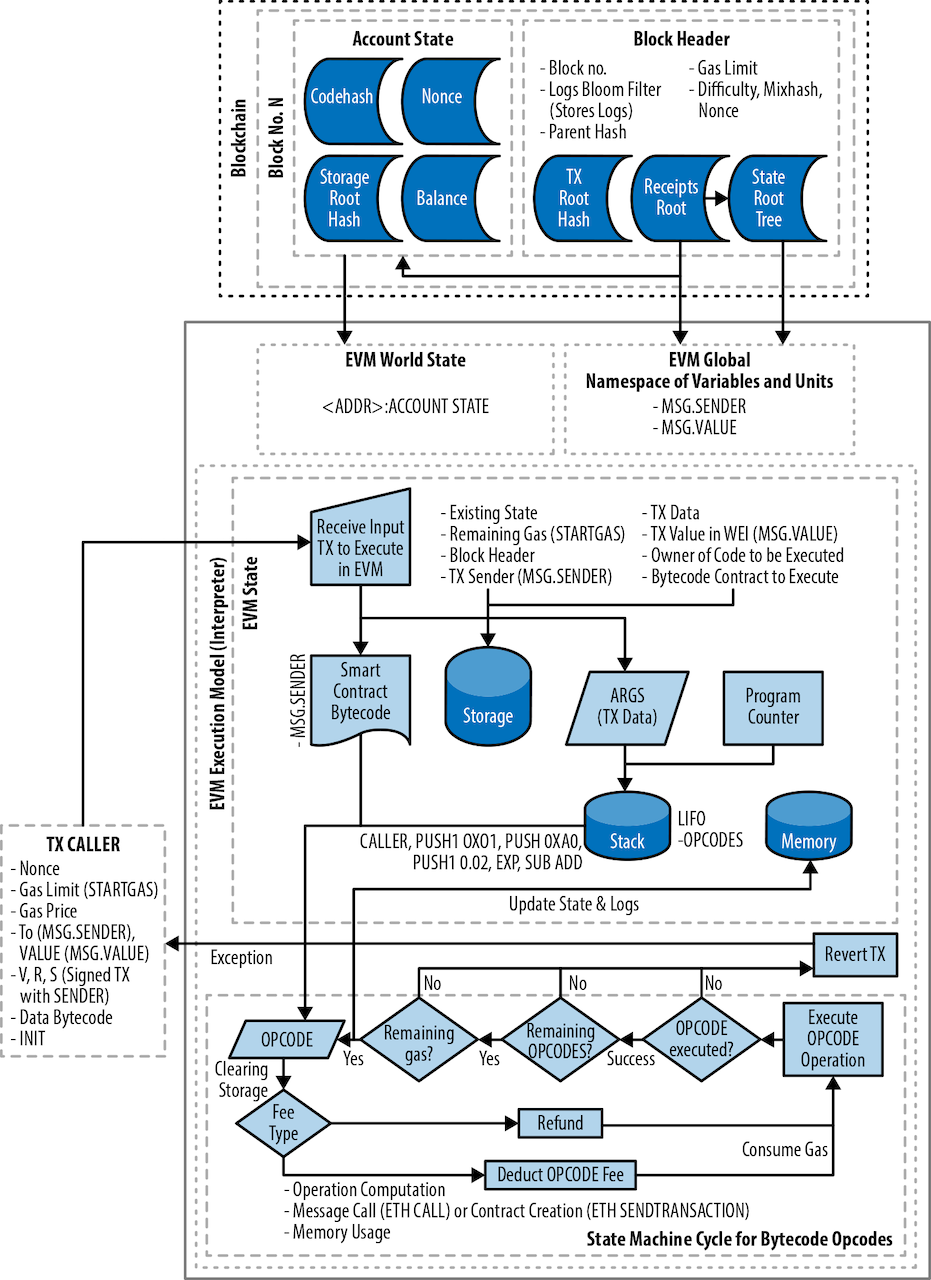 Blockchain
Block No. N
Account State
Codehash
Nonce
Storage
Root
Hash
Balance
Block Header
- Block no.
- Logs Bloom Filter
(Stores Logs)
- Parent Hash
- Gas Limit
- Difficulty, Mixhash,
Nonce
TX
Root
Hash
Receipts
Root
State
Root
Tree
EVM World State
<ADDR>:ACCOUNT STATE
EVM Global
Namespace of Variables and Units
- MSG.SENDER
- MSG.VALUE
EVM Execution Model (Interpreter)
EVM State
Receive Input
TX to Execute
in EVM
- Existing State
- Remaining Gas (STARTGAS)
- Block Header
- TX Sender (MSG.SENDER)
- TX Data
- TX Value in WEI (MSG.VALUE)
- Owner of Code to be Executed
- Bytecode Contract to Execute
- MSG.SENDER
Smart
Contract
Bytecode
Storage
ARGS
(TX Data)
Program
Counter
Stack
LIFO
-OPCODES
Memory
CALLER, PUSH1 0X01, PUSH 0XA0,
PUSH1 0.02, EXP, SUB ADD
Update State & Logs
TX CALLER
- Nonce
- Gas Limit (STARTGAS)
- Gas Price
- To (MSG.SENDER),
VALUE (MSG.VALUE)
- V, R, S (Signed TX
with SENDER)
- Data Bytecode
- INIT
Exception
Revert TX
No
No
No
OPCODE
Yes
Remaining
gas?
Yes
Remaining
OPCODES?
Success
OPCODE
executed?
Execute
OPCODE
Operation
Clearing
Storage
Fee
Type
Refund
Consume Gas
Deduct OPCODE Fee
- Operation Computation
- Message Call (ETH CALL) or Contract Creation (ETH SENDTRANSACTION)
- Memory Usage
State Machine Cycle for Bytecode Opcodes